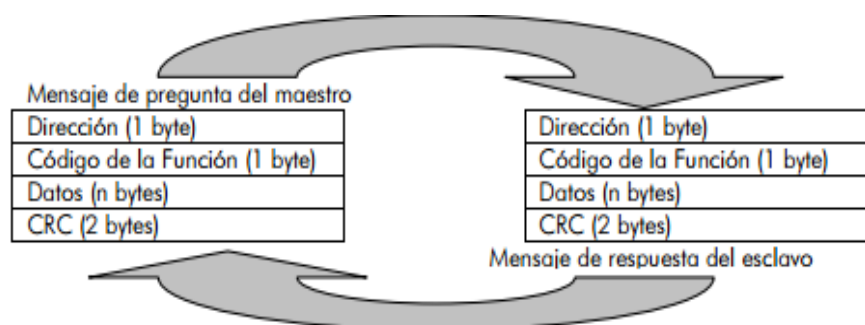 Mensaje de pregunta del maestro
Dirección (1 byte)
Código de la Función (1 byte)
Datos (n bytes)
CRC (2 bytes)
Dirección (1 byte)
Código de la Función (1 byte)
Datos (n bytes)
CRC (2 bytes)
Mensaje de respuesta del esclavo